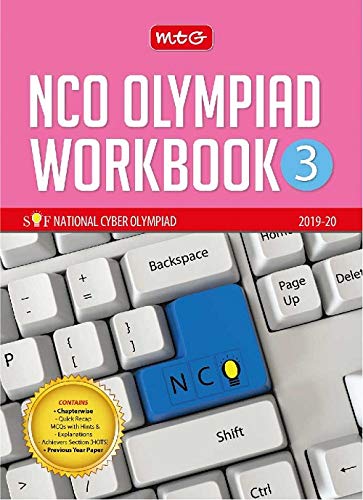 mtG
NCO OLYMPIAD
WORKBOOK 3
SOF NATIONAL CYBER OLYMPIAD 2019-20
Home
Backspace
Page
Up
+
=
{
[
}
]
|
\
Delete
End
P
N C O
"
'
Shift
?
/
CONTAINS
• Chapterwise
- Quick Recap
- MCQs with Hints &
Explanations
- Achievers Section (HOTS)
• Previous Year Paper